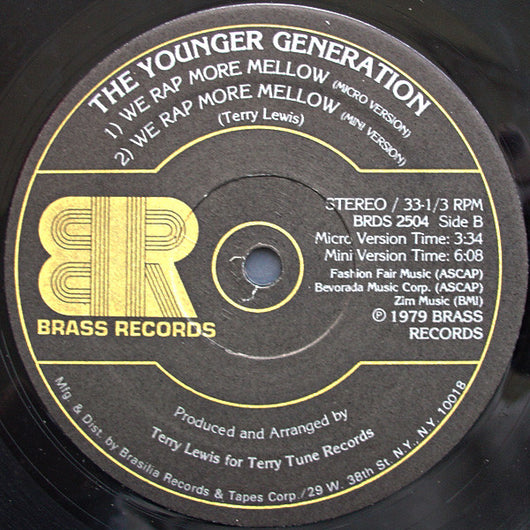 THE YOUNGER GENERATION
1) WE RAP MORE MELLOW (MICRO VERSION)
2) WE RAP MORE MELLOW (MINI VERSION)
(Terry Lewis)
BR
BRASS RECORDS
STEREO / 33-1/3 RPM
BRDS 2504 Side B
Micro Version Time: 3:34
Mini Version Time: 6:08
Fashion Fair Music (ASCAP)
Bevorada Music Corp. (ASCAP)
Zim Music (BMI)
℗ 1979 BRASS
RECORDS
Produced and Arranged by
Terry Lewis for Terry Tune Records
Mfg. & Dist. by Brasilia Records & Tapes Corp./29 W. 38th St. N.Y., N.Y. 10018